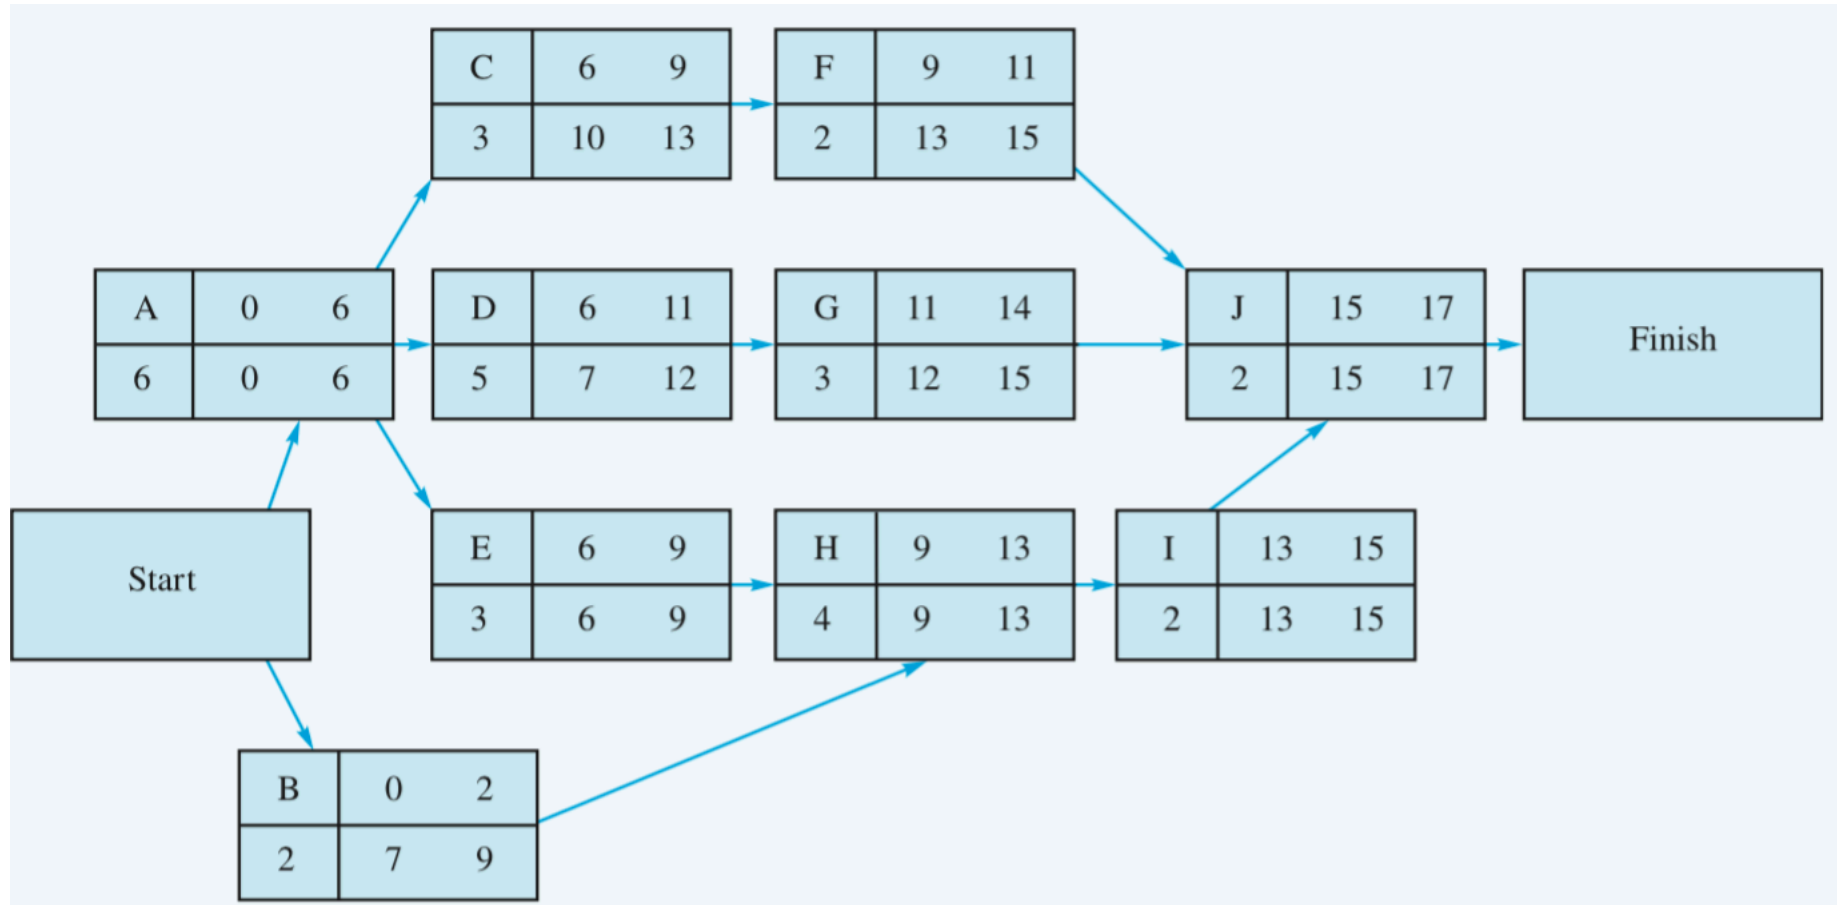 C 6 9
3 10 13
F 9 11
2 13 15
A 0 6
6 0 6
D 6 11
5 7 12
G 11 14
3 12 15
J 15 17
2 15 17
Finish
Start
E 6 9
3 6 9
H 9 13
4 9 13
I 13 15
2 13 15
B 0 2
2 7 9